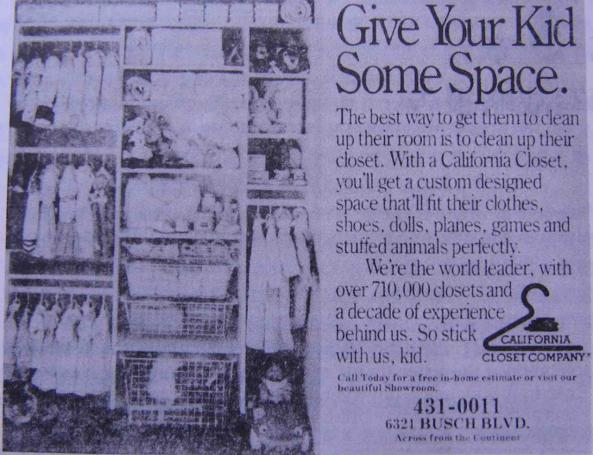 Give Your Kid
Some Space.
The best way to get them to clean
up their room is to clean up their
closet. With a California Closet,
you'll get a custom designed
space that'll fit their clothes,
shoes, dolls, planes, games and
stuffed animals perfectly.
We're the world leader, with
over 710,000 closets and
a decade of experience
behind us. So stick
with us, kid.
CALIFORNIA
CLOSET COMPANY®
Call Today for a free in-home estimate or visit our
beautiful Showroom.
431-0011
6321 BUSCH BLVD.
Across from the Continent